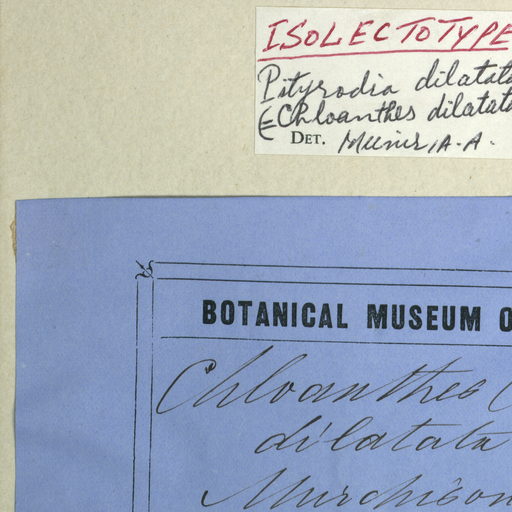 ISOLECTOTYPE
Pityrodia dilatata
(=Chloanthes dilatata
DET. Munir, A.A.
BOTANICAL MUSEUM O
Chloanthes
dilatata
Murchison